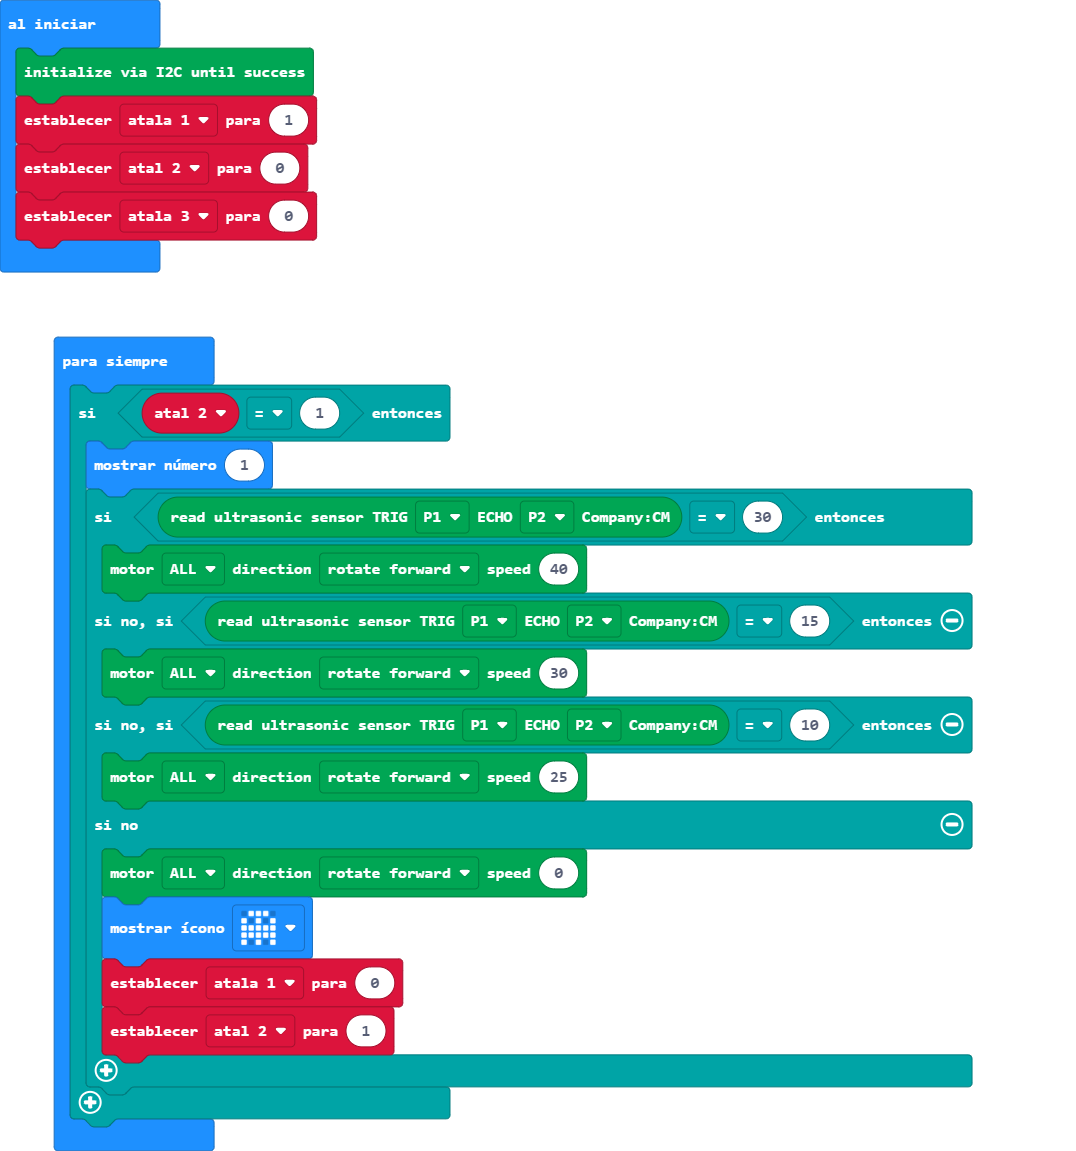 al iniciar
initialize via I2C until success
establecer atala 1 para 1
establecer atal 2 para 0
establecer atala 3 para 0
para siempre
si atal 2 = 1 entonces
mostrar número 1
si read ultrasonic sensor TRIG P1 ECHO P2 Company:CM = 30 entonces
motor ALL direction rotate forward speed 40
si no, si read ultrasonic sensor TRIG P1 ECHO P2 Company:CM = 15 entonces
motor ALL direction rotate forward speed 30
si no, si read ultrasonic sensor TRIG P1 ECHO P2 Company:CM = 10 entonces
motor ALL direction rotate forward speed 25
si no
motor ALL direction rotate forward speed 0
mostrar ícono
establecer atala 1 para 0
establecer atal 2 para 1